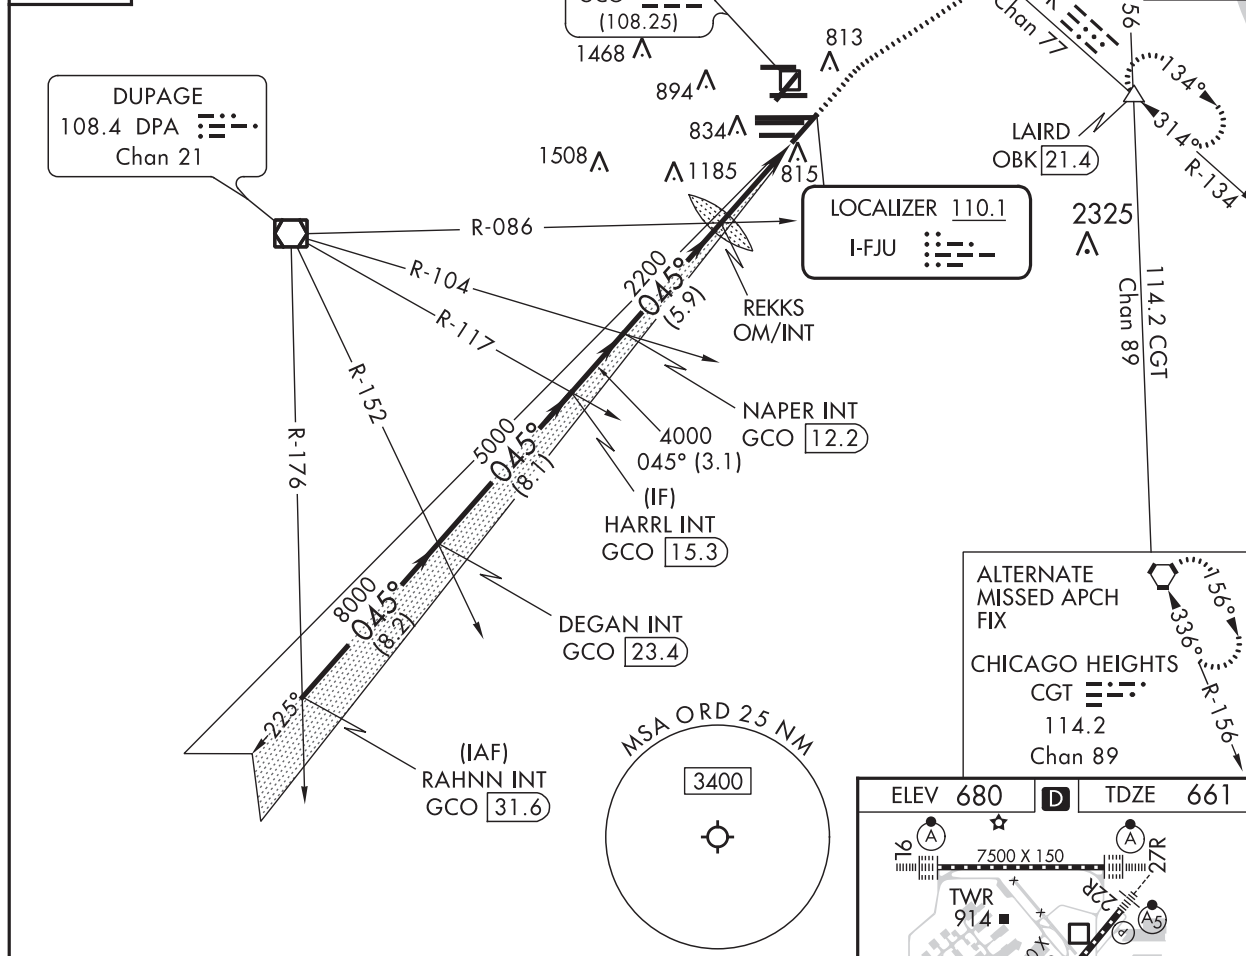 (108.25)
1468
813
894
834
1508
1185
815
DUPAGE
108.4 DPA
Chan 21
R-086
R-104
R-117
R-152
R-176
LOCALIZER 110.1
I-FJU
REKKS
OM/INT
2200
045°
(5.9)
NAPER INT
GCO 12.2
4000
045° (3.1)
5000
045°
(8.1)
(IF)
HARRL INT
GCO 15.3
8000
045°
(8.2)
DEGAN INT
GCO 23.4
225°
(IAF)
RAHNN INT
GCO 31.6
MSA ORD 25 NM
3400
Chan 77
56
134°
314°
R-134
LAIRD
OBK 21.4
2325
114.2 CGT
Chan 89
ALTERNATE
MISSED APCH
FIX
CHICAGO HEIGHTS
CGT
114.2
Chan 89
156°
336°
R-156
ELEV 680
D
TDZE 661
A
A
9L
7500 X 150
27R
22R
TWR
914
A5
P
0 X